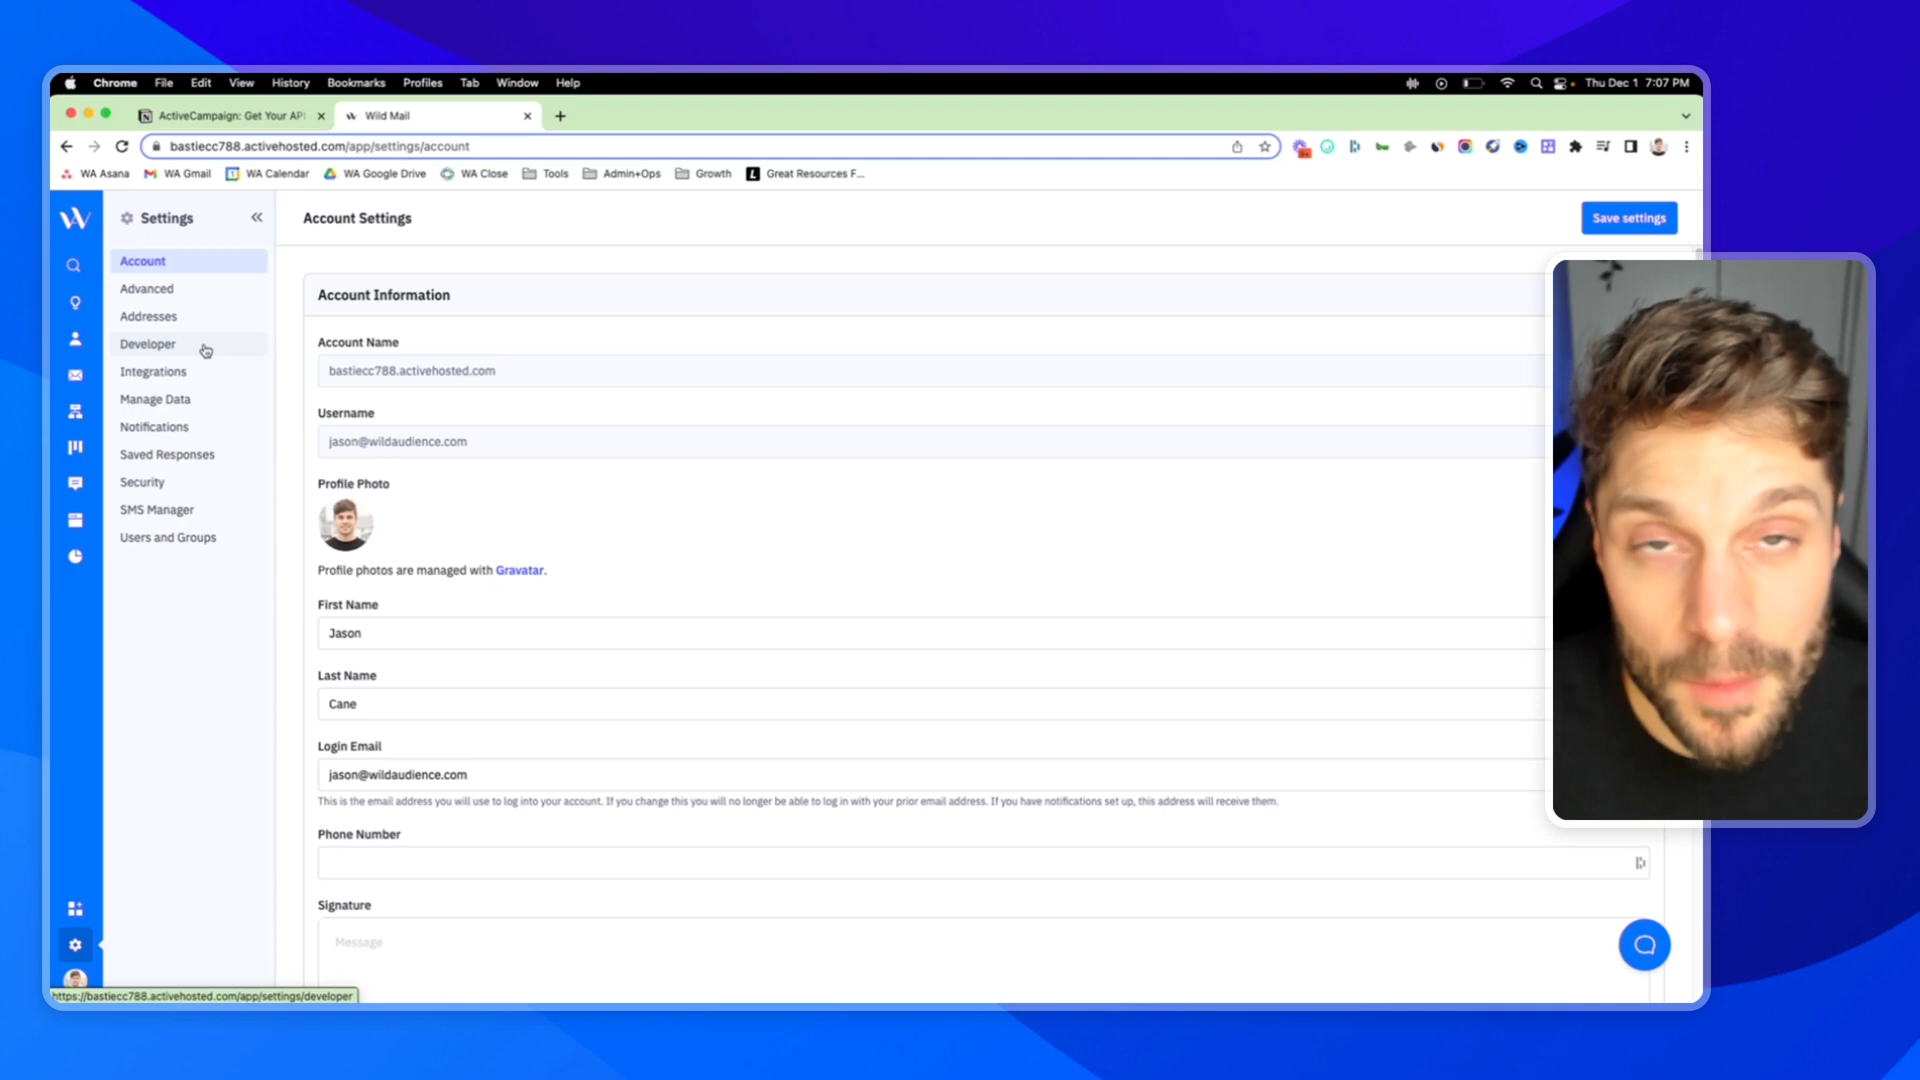 Chrome File Edit View History Bookmarks Profiles Tab Window Help Thu Dec 1 7:07 PM
ActiveCampaign: Get Your API Wild Mail
bastiecc788.activehosted.com/app/settings/account
WA Asana WA Gmail WA Calendar WA Google Drive WA Close Tools Admin+Ops Growth Great Resources F...
Settings
Account
Advanced
Addresses
Developer
Integrations
Manage Data
Notifications
Saved Responses
Security
SMS Manager
Users and Groups
Account Settings
Save settings
Account Information
Account Name
bastiecc788.activehosted.com
Username
jason@wildaudience.com
Profile Photo
Profile photos are managed with Gravatar.
First Name
Jason
Last Name
Cane
Login Email
jason@wildaudience.com
This is the email address you will use to log into your account. If you change this you will no longer be able to log in with your prior email address. If you have notifications set up, this address will receive them.
Phone Number
Signature
Message
https://bastiecc788.activehosted.com/app/settings/developer